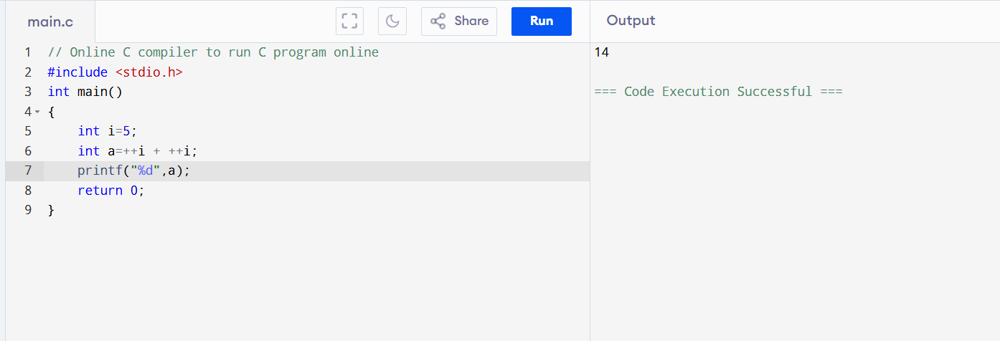 main.c
Share
Run
Output
1 // Online C compiler to run C program online
2 #include <stdio.h>
3 int main()
4 {
5     int i=5;
6     int a=++i + ++i;
7     printf("%d",a);
8     return 0;
9 }
14
=== Code Execution Successful ===